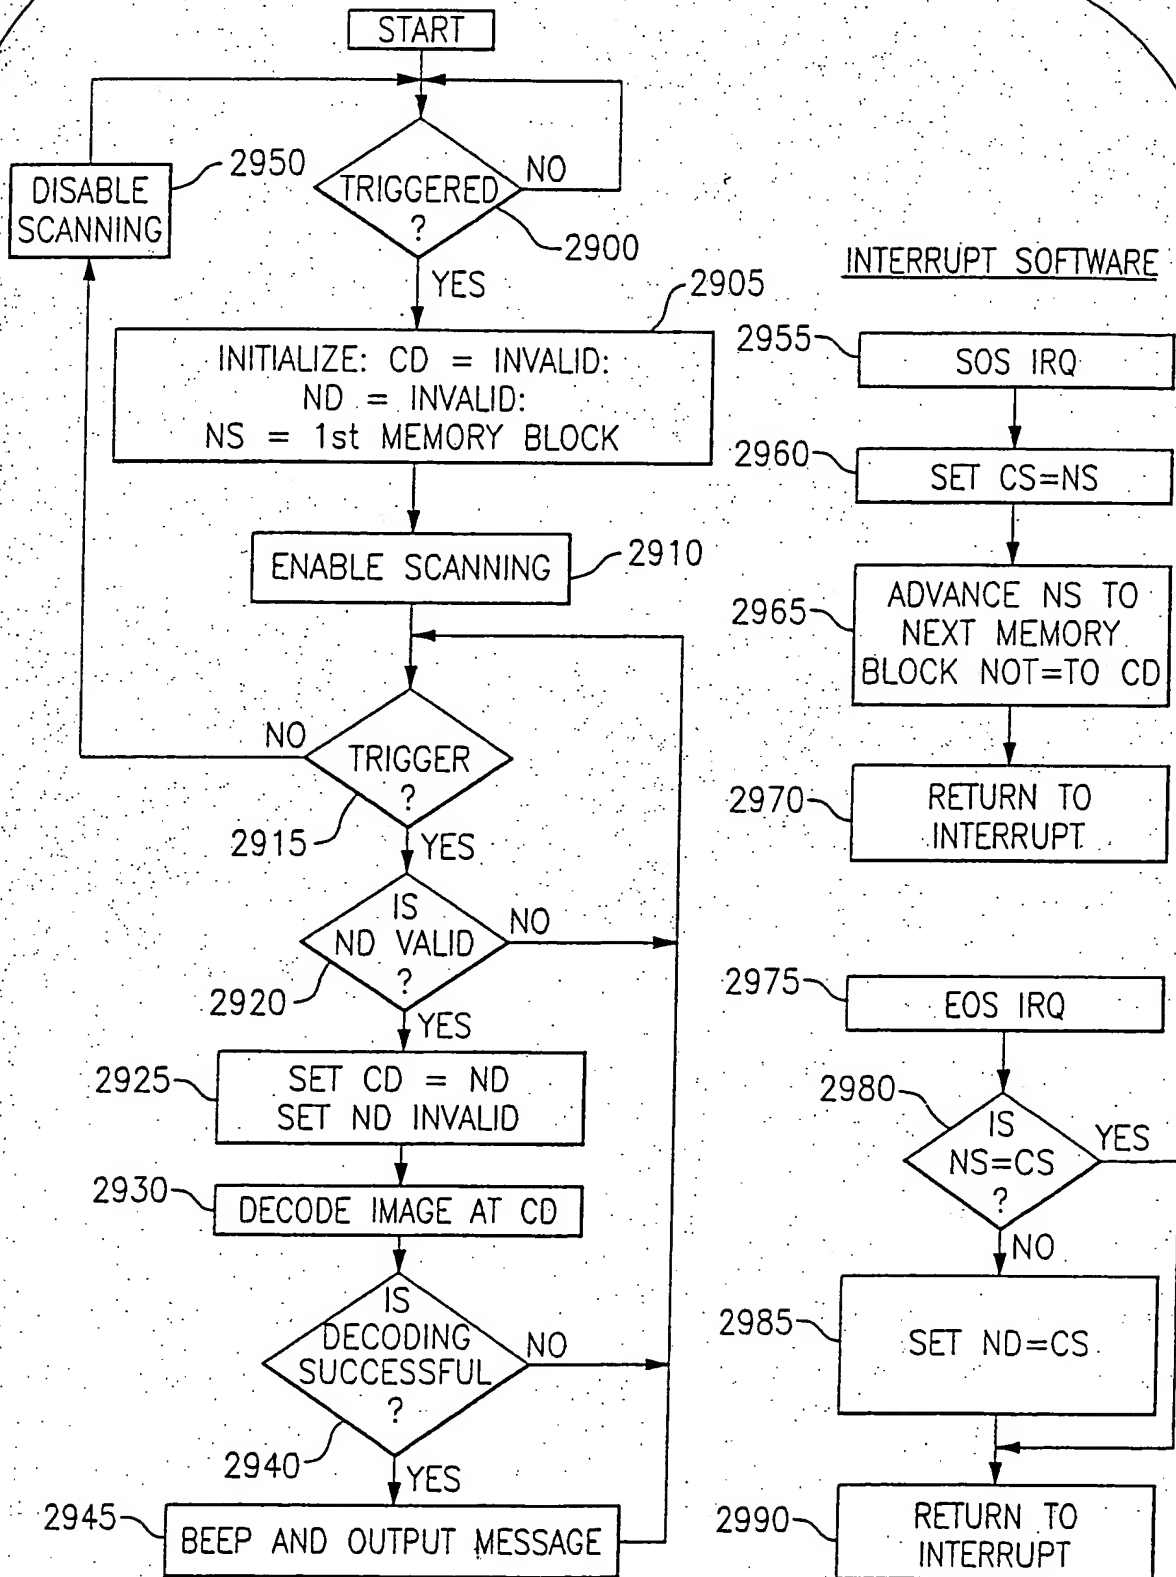 START
DISABLE
SCANNING
2950
TRIGGERED
?
NO
2900
YES
2905
INITIALIZE: CD = INVALID:
ND = INVALID:
NS = 1st MEMORY BLOCK
ENABLE SCANNING
2910
NO
TRIGGER
?
2915
YES
IS
ND VALID
?
NO
2920
YES
2925
SET CD = ND
SET ND INVALID
2930
DECODE IMAGE AT CD
IS
DECODING
SUCCESSFUL
?
NO
2940
YES
2945
BEEP AND OUTPUT MESSAGE
INTERRUPT SOFTWARE
2955
SOS IRQ
2960
SET CS=NS
2965
ADVANCE NS TO
NEXT MEMORY
BLOCK NOT=TO CD
2970
RETURN TO
INTERRUPT
2975
EOS IRQ
2980
IS
NS=CS
?
YES
NO
2985
SET ND=CS
2990
RETURN TO
INTERRUPT